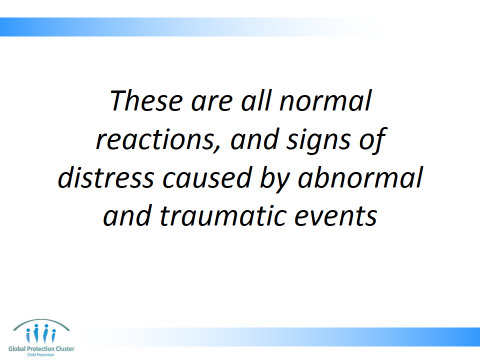 These are all normal
reactions, and signs of
distress caused by abnormal
and traumatic events
Global Protection Cluster
Child Protection